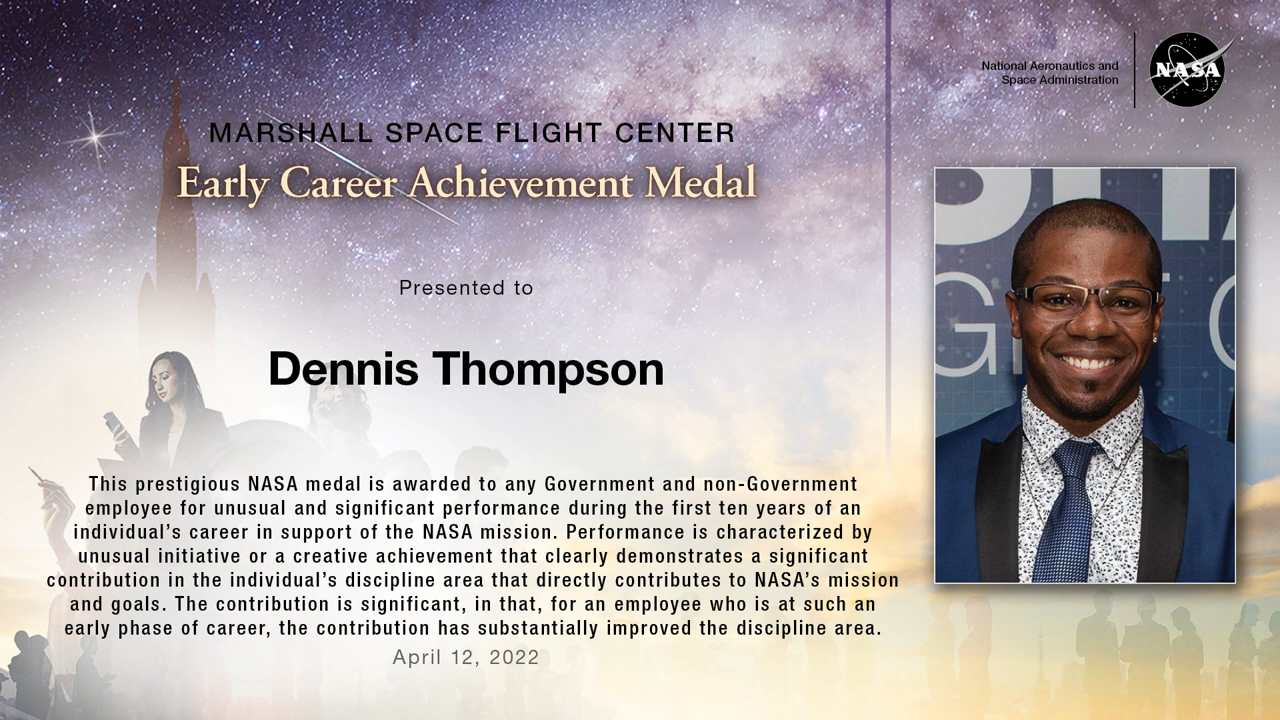 National Aeronautics and
Space Administration
NASA
MARSHALL SPACE FLIGHT CENTER
Early Career Achievement Medal
Presented to
Dennis Thompson
This prestigious NASA medal is awarded to any Government and non-Government
employee for unusual and significant performance during the first ten years of an
individual’s career in support of the NASA mission. Performance is characterized by
unusual initiative or a creative achievement that clearly demonstrates a significant
contribution in the individual’s discipline area that directly contributes to NASA’s mission
and goals. The contribution is significant, in that, for an employee who is at such an
early phase of career, the contribution has substantially improved the discipline area.
April 12, 2022